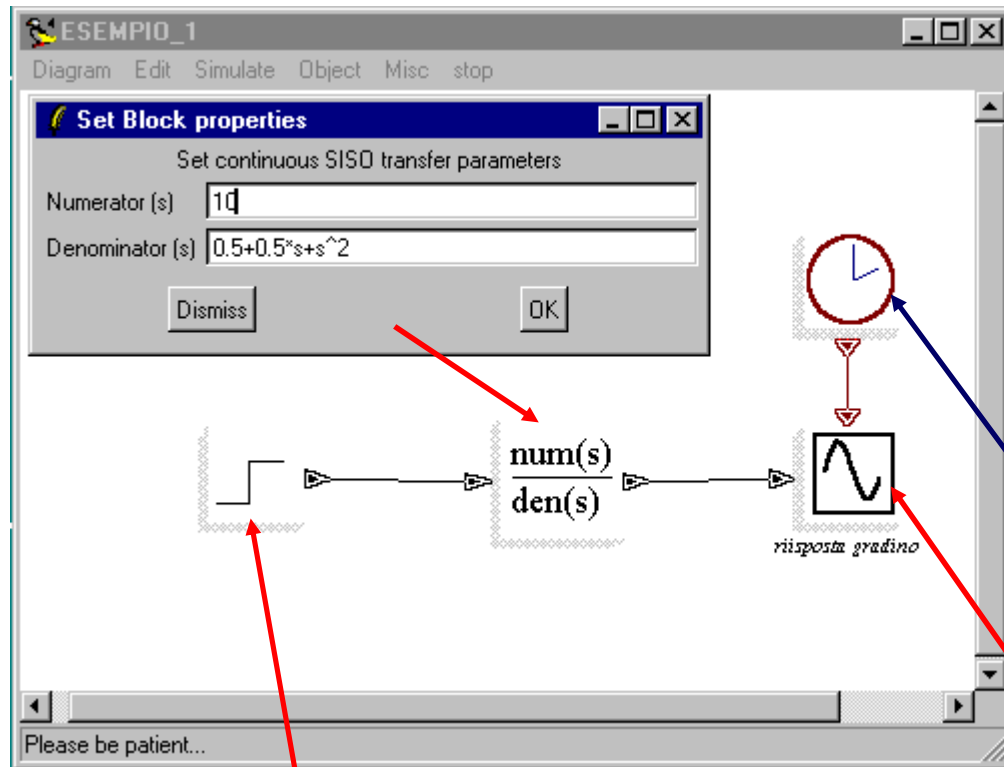 ESEMPIO_1
Diagram Edit Simulate Object Misc stop
Set Block properties
Set continuous SISO transfer parameters
Numerator (s) 10
Denominator (s) 0.5+0.5*s+s^2
Dismiss OK
num(s)
den(s)
riisposta gradino
Please be patient...